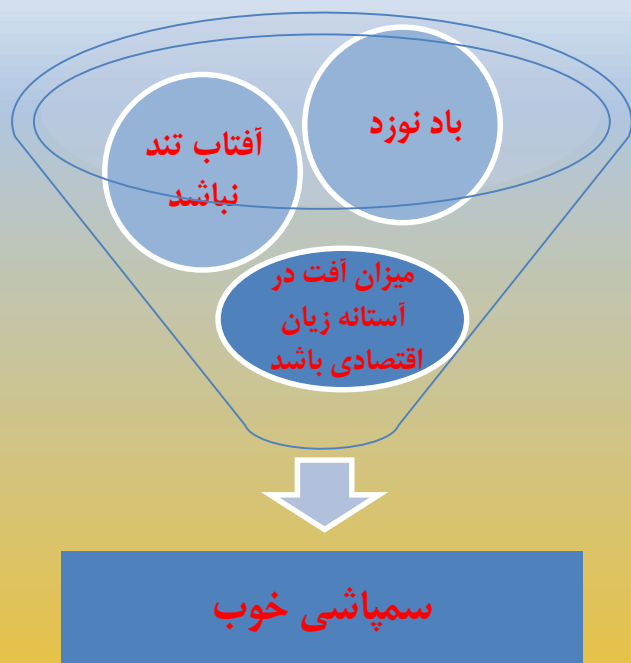 باد نوزد
آفتاب تند
نباشد
میزان آفت در
آستانه زیان
اقتصادی باشد
سمپاشی خوب